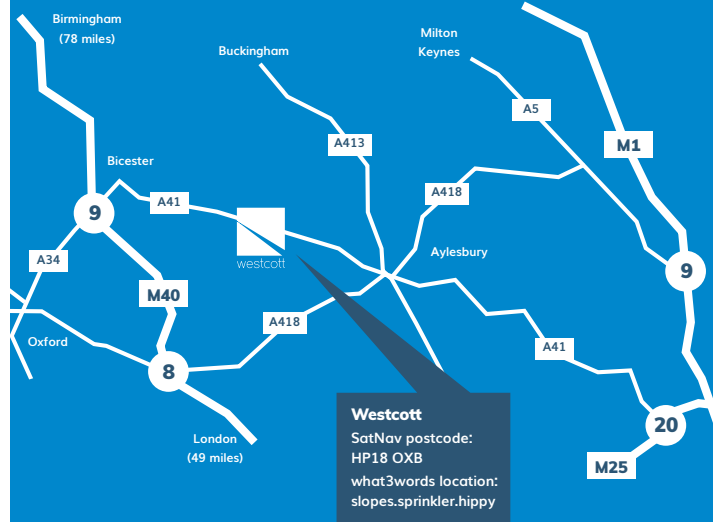 Birmingham
(78 miles)
Buckingham
Milton
Keynes
A5
A413
M1
Bicester
A41
A418
9
westcott
Aylesbury
A34
9
M40
A418
Oxford
A41
8
Westcott
SatNav postcode:
HP18 OXB
what3words location:
slopes.sprinkler.hippy
London
(49 miles)
20
M25